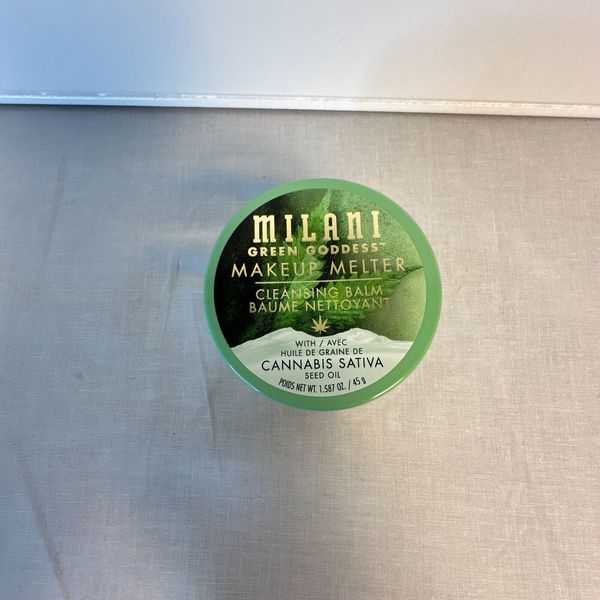 MILANI
GREEN GODDESS™
MAKEUP MELTER
CLEANSING BALM
BAUME NETTOYANT
WITH / AVEC
HUILE DE GRAINE DE
CANNABIS SATIVA
SEED OIL
POIDS NET WT. 1.587 OZ. / 45 g